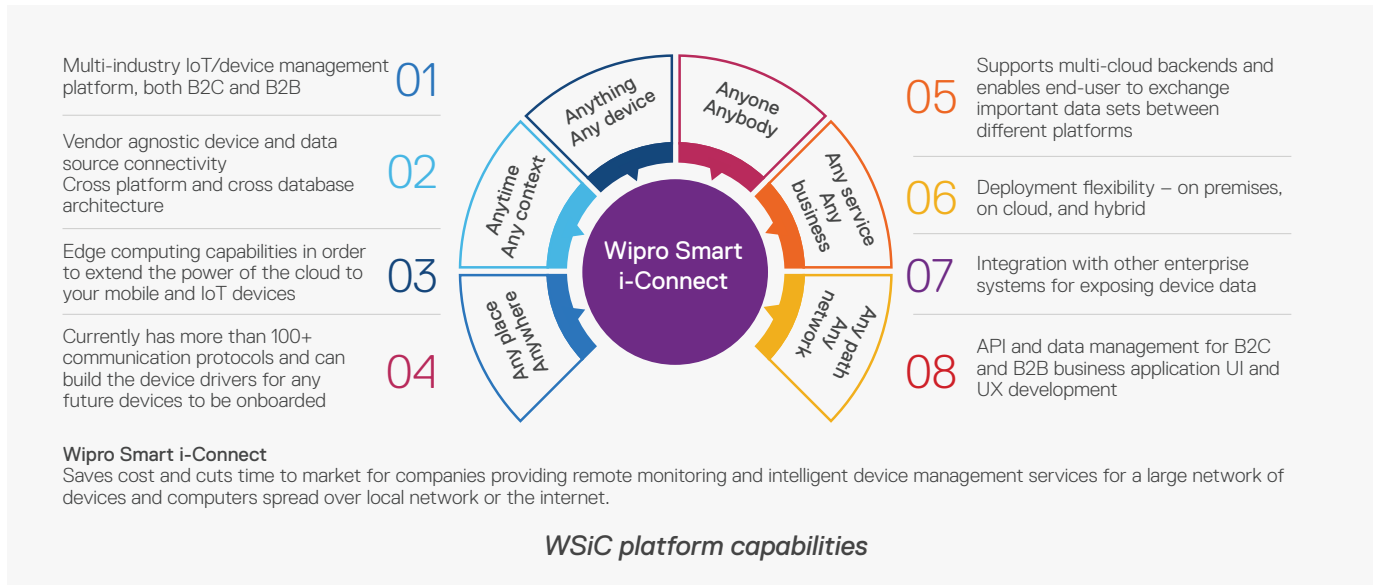 Multi-industry IoT/device management
platform, both B2C and B2B
01
Vendor agnostic device and data
source connectivity
Cross platform and cross database
architecture
02
Edge computing capabilities in order
to extend the power of the cloud to
your mobile and IoT devices
03
Currently has more than 100+
communication protocols and can
build the device drivers for any
future devices to be onboarded
04
Any place
Anywhere
Anytime
Any context
Anything
Any device
Anyone
Anybody
Any service
Any
business
Any path
Any
network
Wipro Smart
i-Connect
05
Supports multi-cloud backends and
enables end-user to exchange
important data sets between
different platforms
06
Deployment flexibility – on premises,
on cloud, and hybrid
07
Integration with other enterprise
systems for exposing device data
08
API and data management for B2C
and B2B business application UI and
UX development
Wipro Smart i-Connect
Saves cost and cuts time to market for companies providing remote monitoring and intelligent device management services for a large network of
devices and computers spread over local network or the internet.
WSiC platform capabilities